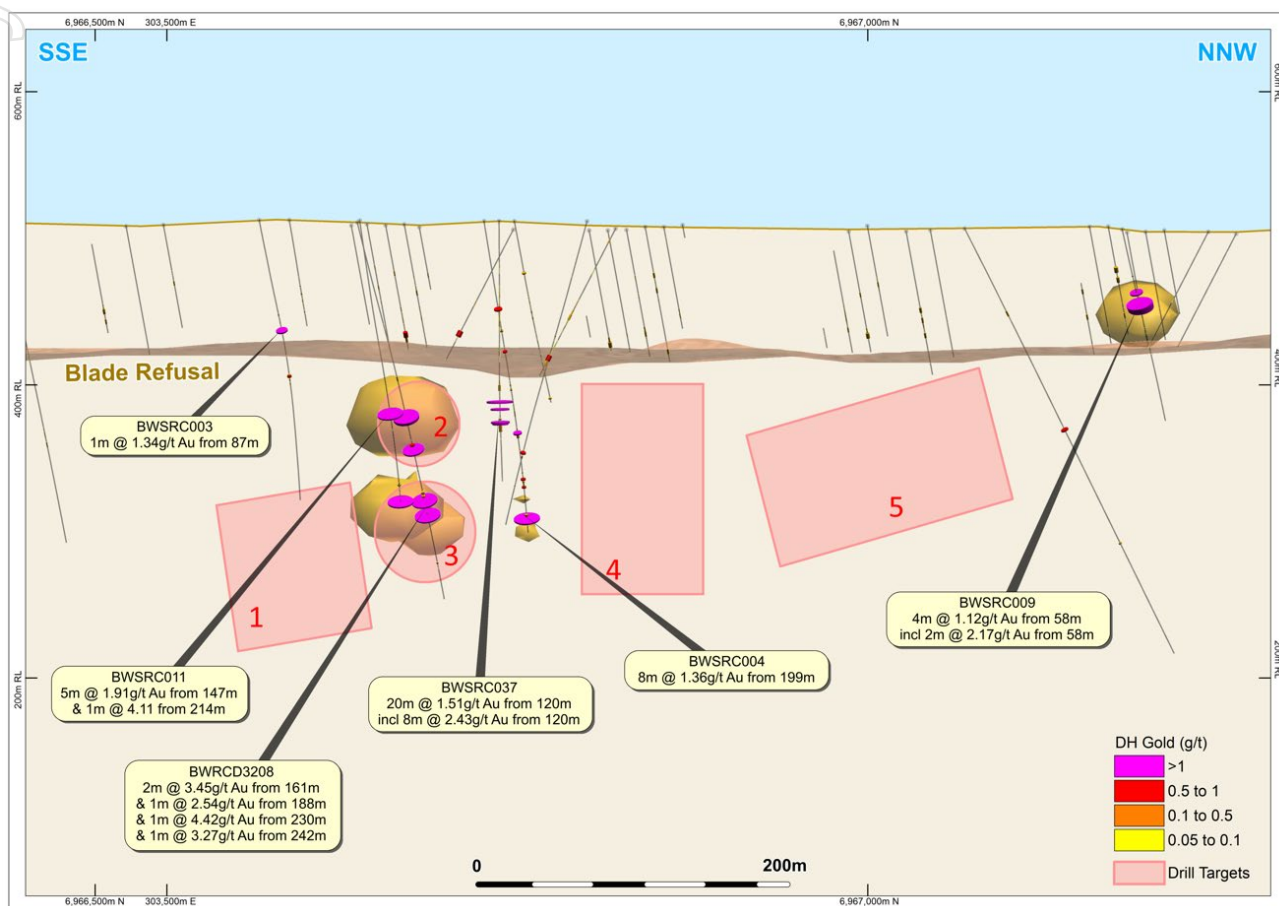 6,966,500m N 303,500m E 6,967,000m N
SSE NNW
600m RL 600m RL
Blade Refusal
400m RL 400m RL
BWSRC003
1m @ 1.34g/t Au from 87m
2
3
1
4
5
BWSRC009
4m @ 1.12g/t Au from 58m
incl 2m @ 2.17g/t Au from 58m
BWSRC004
8m @ 1.36g/t Au from 199m
BWSRC011
5m @ 1.91g/t Au from 147m
& 1m @ 4.11 from 214m
BWSRC037
20m @ 1.51g/t Au from 120m
incl 8m @ 2.43g/t Au from 120m
200m RL 200m RL
BWRCD3208
2m @ 3.45g/t Au from 161m
& 1m @ 2.54g/t Au from 188m
& 1m @ 4.42g/t Au from 230m
& 1m @ 3.27g/t Au from 242m
DH Gold (g/t)
>1
0.5 to 1
0.1 to 0.5
0.05 to 0.1
Drill Targets
0 200m
6,966,500m N 303,500m E 6,967,000m N